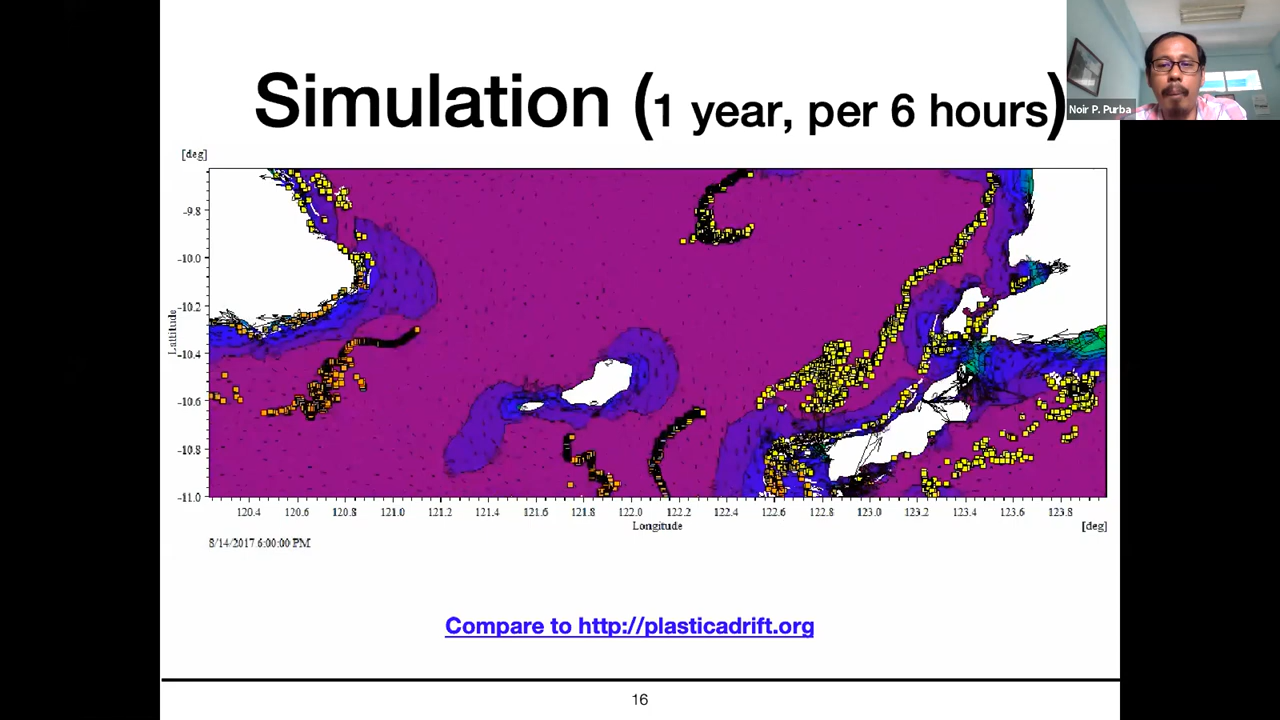 Simulation (1 year, per 6 hours)
Noir P. Purba
[deg]
-9.8
-10.0
-10.2
-10.4
-10.6
-10.8
-11.0
Lattitude
120.4 120.6 120.8 121.0 121.2 121.4 121.6 121.8 122.0 122.2 122.4 122.6 122.8 123.0 123.2 123.4 123.6 123.8
Longitude
[deg]
8/14/2017 6:00:00 PM
Compare to http://plasticadrift.org
16